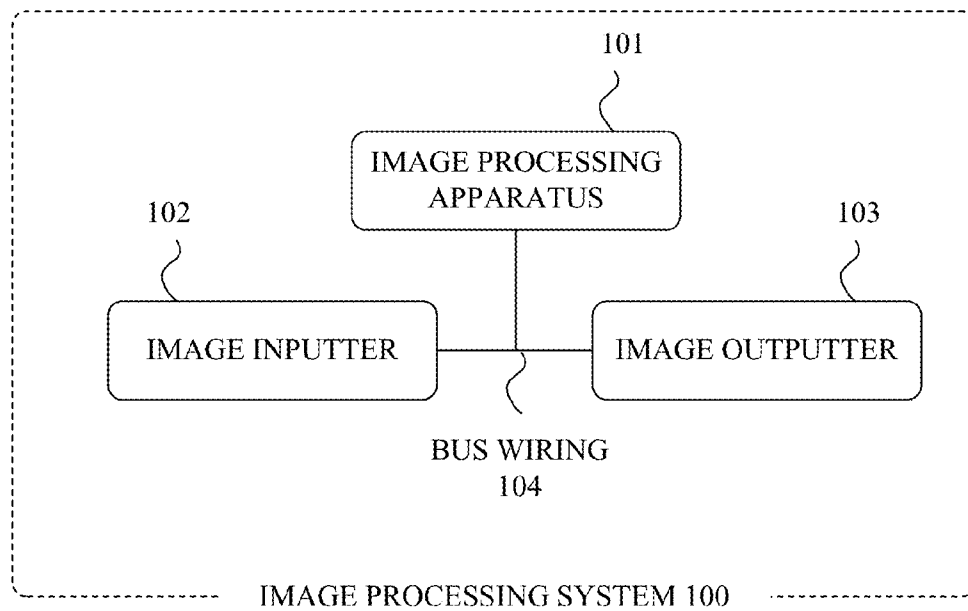 101
IMAGE PROCESSING
APPARATUS
102
103
IMAGE INPUTTER
IMAGE OUTPUTTER
BUS WIRING
104
IMAGE PROCESSING SYSTEM 100